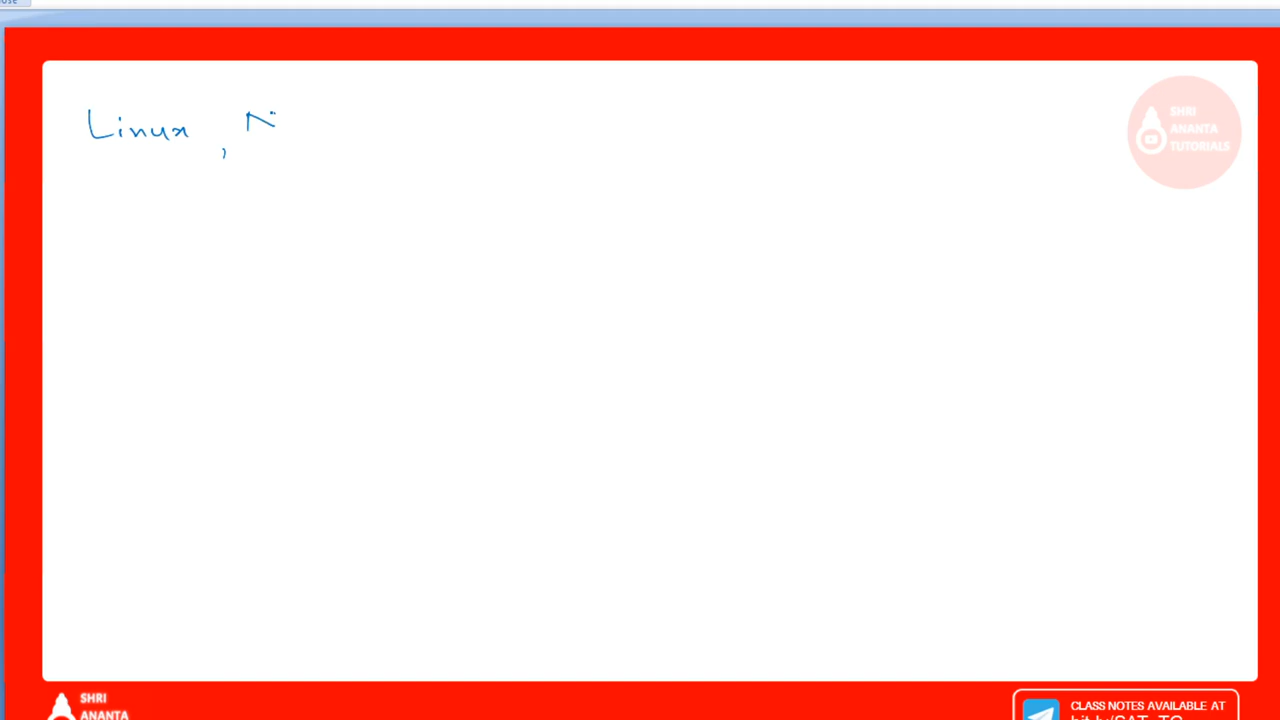 Linux , N
SHRI
ANANTA
TUTORIALS
SHRI
ANANTA
CLASS NOTES AVAILABLE AT